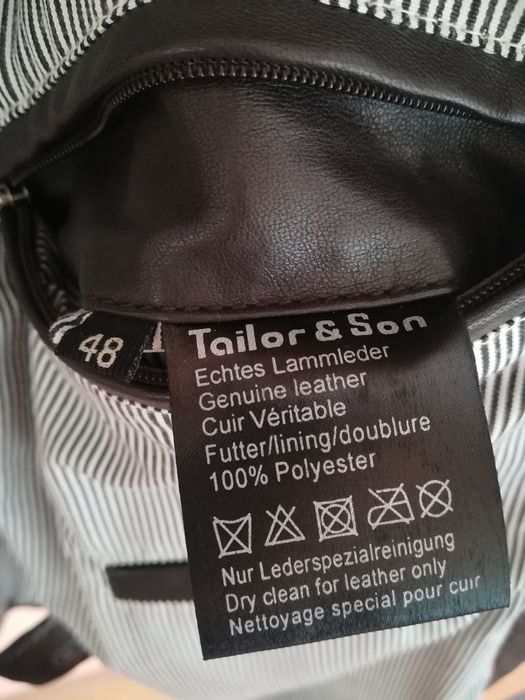 48
Tailor & Son
Echtes Lammleder
Genuine leather
Cuir Véritable
Futter/lining/doublure
100% Polyester
Nur Lederspezialreinigung
Dry clean for leather only
Nettoyage special pour cuir